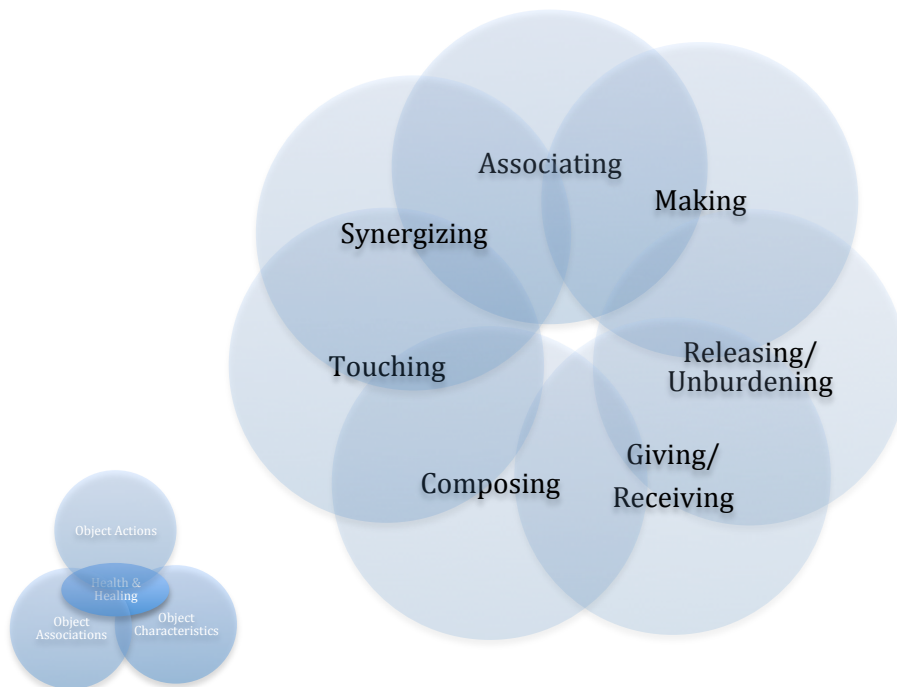 Associating
Making
Synergizing
Touching
Releasing/
Unburdening
Giving/
Receiving
Composing
Object Actions
Health &
Healing
Object
Associations
Object
Characteristics